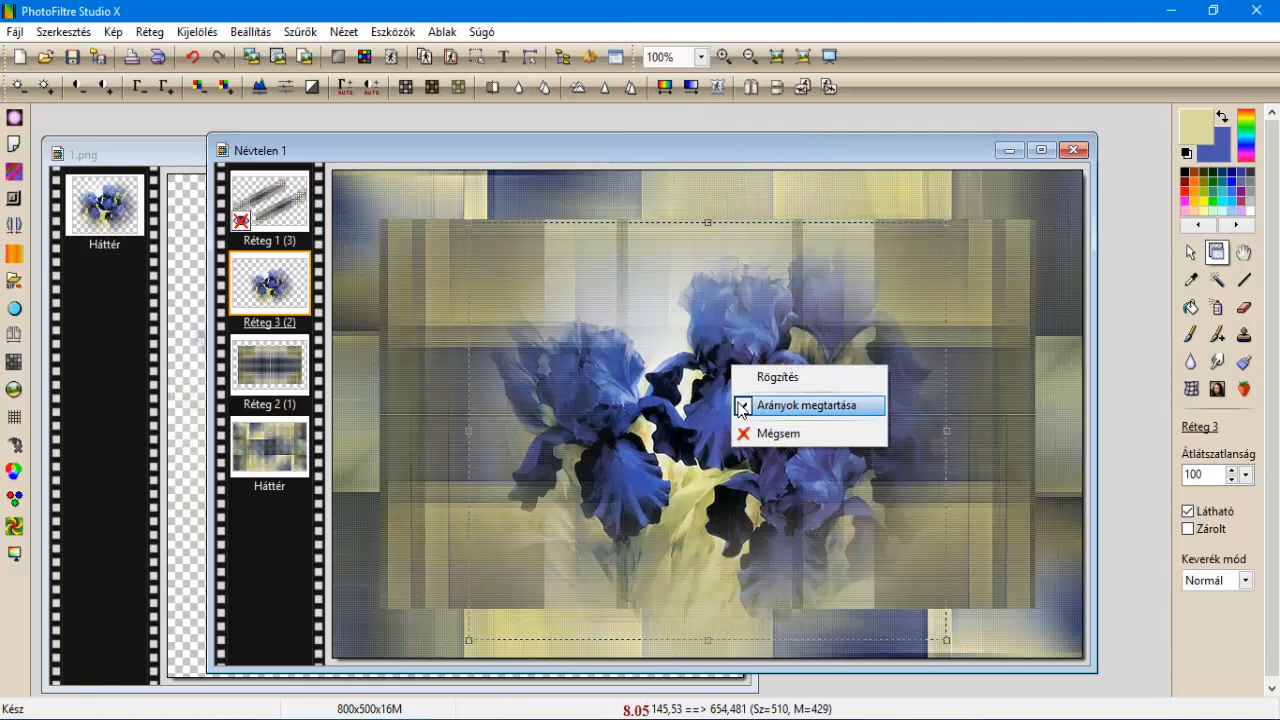 PhotoFiltre Studio X
Fájl Szerkesztés Kép Réteg Kijelölés Beállítás Szűrők Nézet Eszközök Ablak Súgó
100%
AUTO AUTO
1.png
Névtelen 1
Háttér
Réteg 1 (3)
Réteg 3 (2)
Réteg 2 (1)
Háttér
Rögzítés
Arányok megtartása
Mégsem
Réteg 3
Átlátszatlanság
100
Látható
Zárolt
Keverék mód
Normál
Kész
800x500x16M
8.05 145,53 ==> 654,481 (Sz=510, M=429)